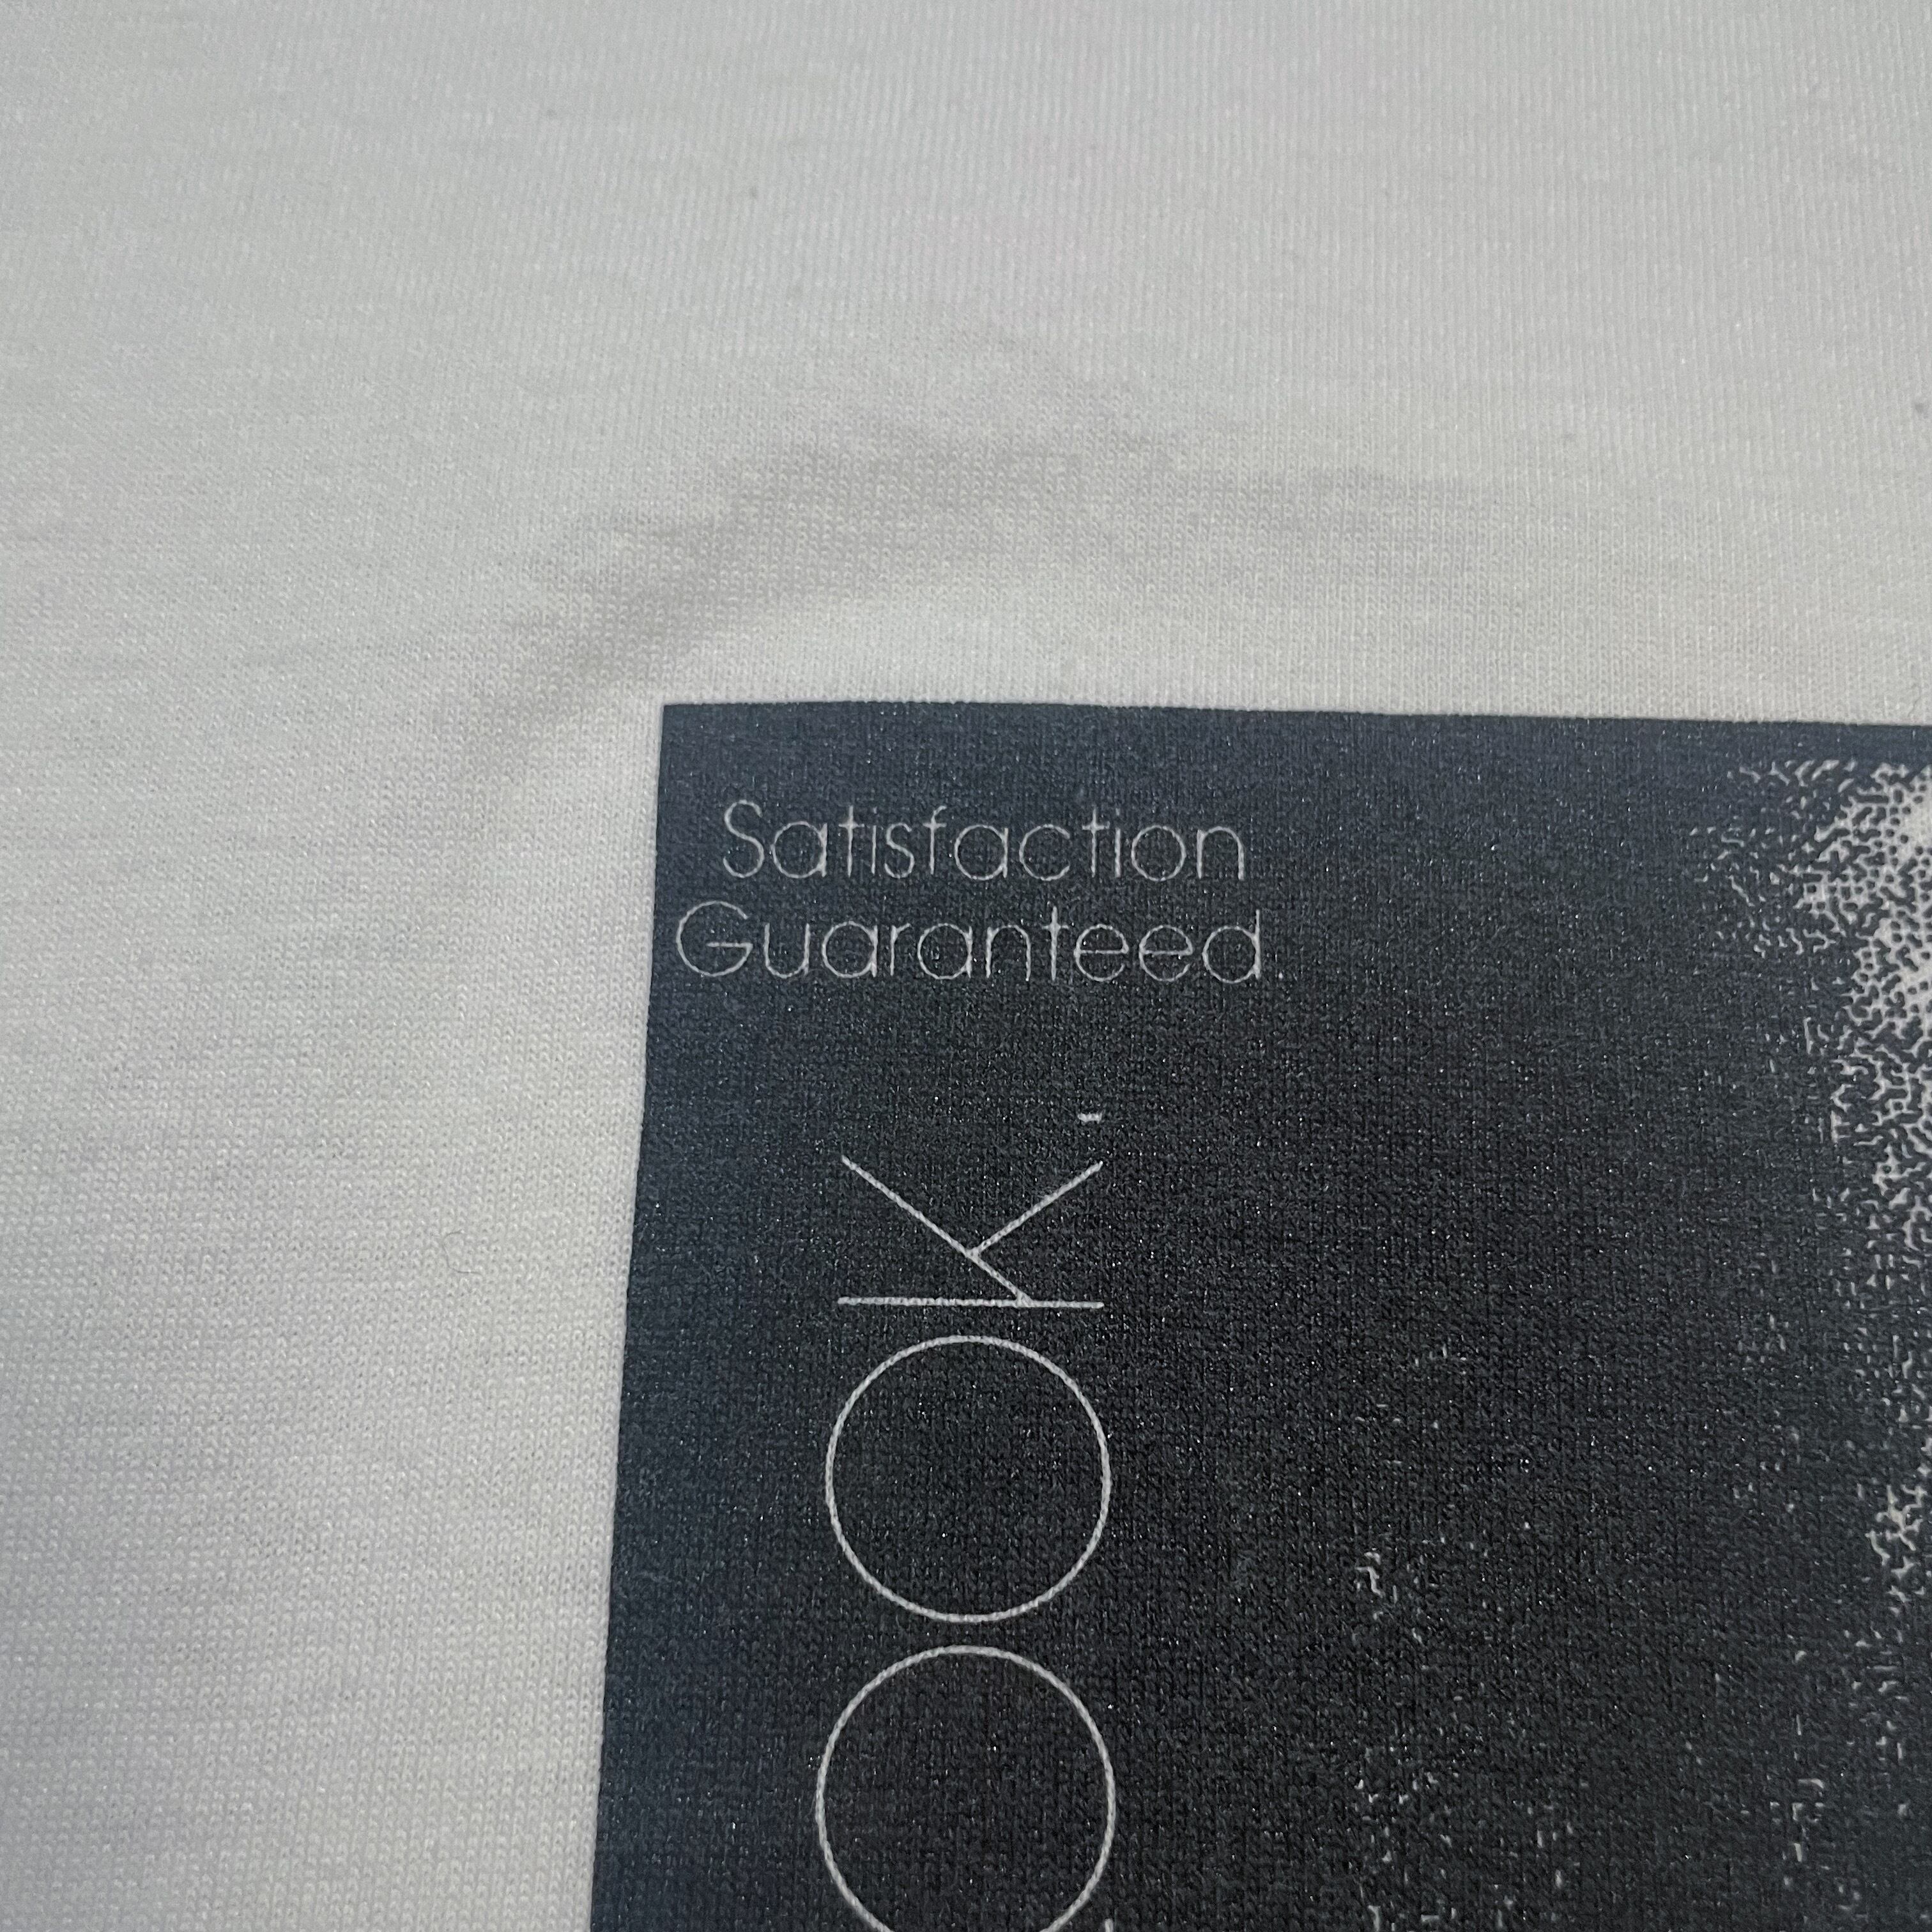 Satisfaction
Guaranteed.
OOK.